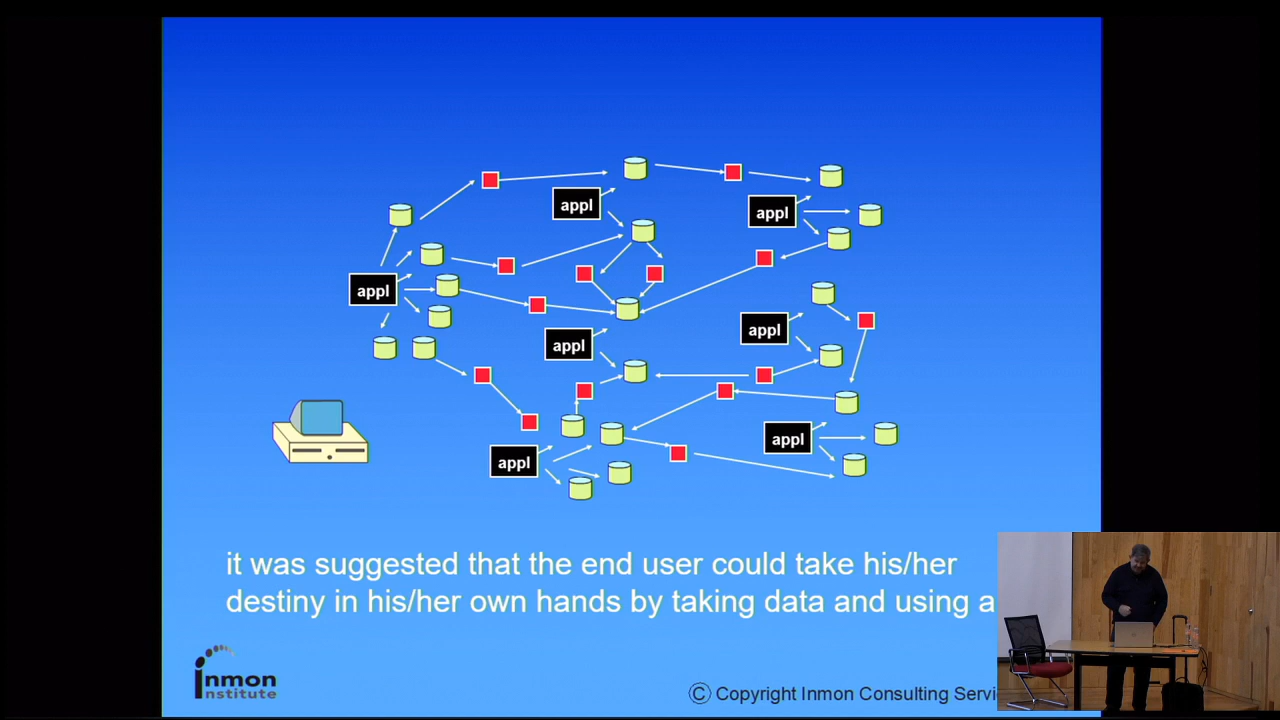 appl
appl
appl
appl
appl
appl
appl
it was suggested that the end user could take his/her
destiny in his/her own hands by taking data and using a
inmon
institute
© Copyright Inmon Consulting Servi